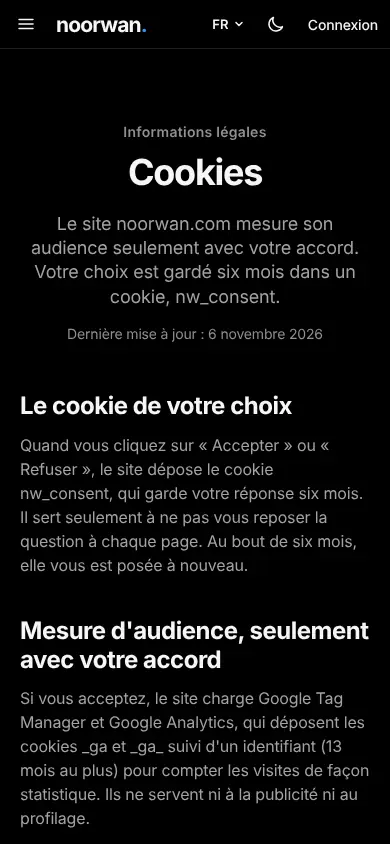 noorwan.
FR
Connexion
Informations légales
Cookies
Le site noorwan.com mesure son
audience seulement avec votre accord.
Votre choix est gardé six mois dans un
cookie, nw_consent.
Dernière mise à jour : 6 novembre 2026
Le cookie de votre choix
Quand vous cliquez sur « Accepter » ou «
Refuser », le site dépose le cookie
nw_consent, qui garde votre réponse six mois.
Il sert seulement à ne pas vous reposer la
question à chaque page. Au bout de six mois,
elle vous est posée à nouveau.
Mesure d'audience, seulement
avec votre accord
Si vous acceptez, le site charge Google Tag
Manager et Google Analytics, qui déposent les
cookies _ga et _ga_ suivi d'un identifiant (13
mois au plus) pour compter les visites de façon
statistique. Ils ne servent ni à la publicité ni au
profilage.